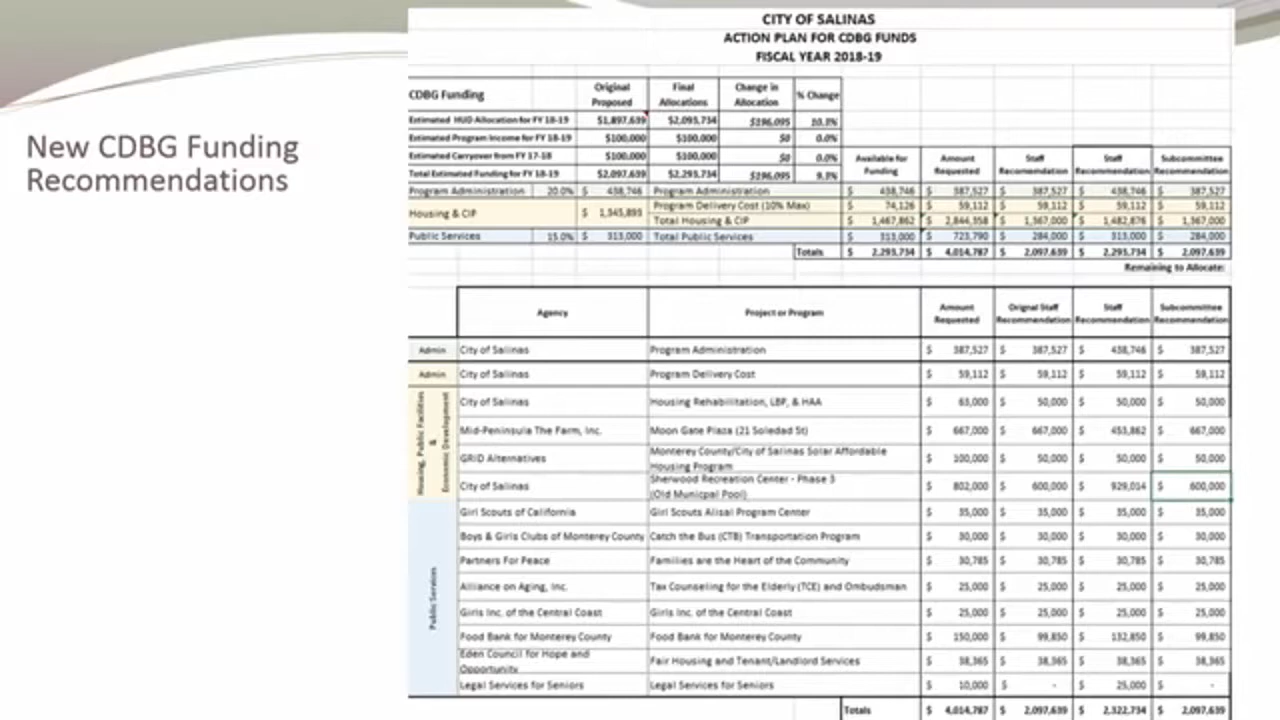 CITY OF SALINAS
ACTION PLAN FOR CDBG FUNDS
FISCAL YEAR 2018-19
New CDBG Funding
Recommendations
CDBG Funding Original Proposed Final Allocations Change in Allocation % Change
Estimated HUD Allocation for FY 18-19 $1,897,639 $2,093,734 $196,095 10.3%
Estimated Program Income for FY 18-19 $100,000 $100,000 $0 0.0%
Estimated Carryover from FY 17-18 $100,000 $100,000 $0 0.0%
Total Estimated Funding for FY 18-19 $2,097,639 $2,293,734 $196,095 9.3%
Available for Funding Amount Requested Staff Recomendation Staff Recomendation Subcommittee Recomendation
Program Administration 20.0% $ 438,746 Program Administration $ 438,746 $ 387,527 $ 387,527 $ 438,746 $ 387,527
Housing & CIP $ Program Delivery Cost (10% Max) $ 74,126 $ 59,112 $ 59,112 $ 59,112 $ 59,112
Total Housing & CIP $ 1,467,862 $ 2,844,358 $ 1,367,000 $ 1,482,876 $ 1,367,000
Public Services 15.0% $ 313,000 Total Public Services $ 313,000 $ 723,790 $ 284,000 $ 313,000 $ 284,000
Totals $ 2,293,734 $ 4,014,787 $ 2,097,639 $ 2,293,734 $ 2,097,639
Remaining to Allocate:
Agency Project or Program Amount Requested Orignal Staff Recommendation Staff Recommendation Subcommittee Recommendation
Admin City of Salinas Program Administration $ 387,527 $ 387,527 $ 438,746 $ 387,527
Admin City of Salinas Program Delivery Cost $ 59,112 $ 59,112 $ 59,112 $ 59,112
Housing, Public Facilities & Economic Development
City of Salinas Housing Rehabilitation, LBP, & HAA $ 63,000 $ 50,000 $ 50,000 $ 50,000
Mid-Peninsula The Farm, Inc. Moon Gate Plaza (21 Soledad St) $ 667,000 $ 667,000 $ 453,862 $ 667,000
GRID Alternatives Monterey County/City of Salinas Solar Affordable Housing Program $ 100,000 $ 50,000 $ 50,000 $ 50,000
City of Salinas Sherwood Recreation Center - Phase 3 (Old Municpal Pool) $ 802,000 $ 600,000 $ 929,014 $ 600,000
Public Services
Girl Scouts of California Girl Scouts Alisal Program Center $ 35,000 $ 35,000 $ 35,000 $ 35,000
Boys & Girls Clubs of Monterey County Catch the Bus (CTB) Transportation Program $ 30,000 $ 30,000 $ 30,000 $ 30,000
Partners For Peace Families are the Heart of the Community $ 30,785 $ 30,785 $ 30,785 $ 30,785
Alliance on Aging, Inc. Tax Counseling for the Elderly (TCE) and Ombudsman $ 25,000 $ 25,000 $ 25,000 $ 25,000
Girls Inc. of the Central Coast Girls Inc. of the Central Coast $ 25,000 $ 25,000 $ 25,000 $ 25,000
Food Bank for Monterey County Food Bank for Monterey County $ 150,000 $ 99,850 $ 132,850 $ 99,850
Eden Council for Hope and Opportunity Fair Housing and Tenant/Landlord Services $ 38,365 $ 38,365 $ 38,365 $ 38,365
Legal Services for Seniors Legal Services for Seniors $ 10,000 $ - $ 25,000 $ -
Totals $ 4,014,787 $ 2,097,639 $ 2,322,734 $ 2,097,639